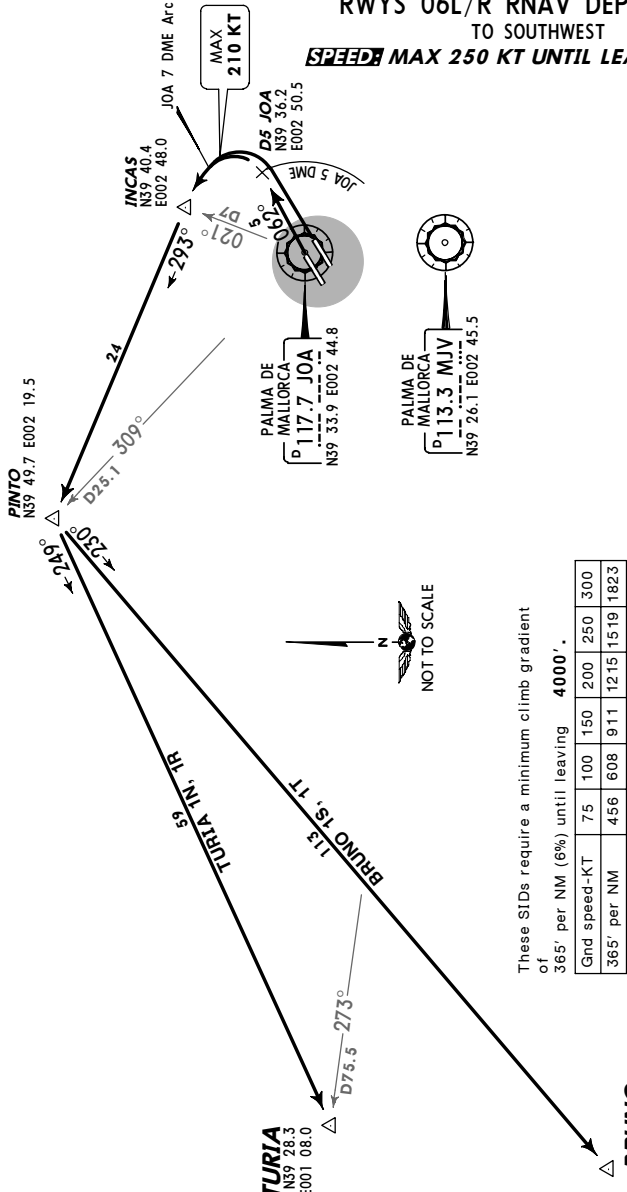 RWYS 06L/R RNAV DEP
TO SOUTHWEST
SPEED: MAX 250 KT UNTIL LEA
JOA 7 DME Arc
MAX
210 KT
INCAS
N39 40.4
E002 48.0
D5 JOA
N39 36.2
E002 50.5
JOA 5 DME
293°
021°
D7
5
062°
24
PINTO
N39 49.7 E002 19.5
D25.1 309°
249°
230°
PALMA DE
MALLORCA
D 117.7 JOA
N39 33.9 E002 44.8
PALMA DE
MALLORCA
D 113.3 MJV
N39 26.1 E002 45.5
N
NOT TO SCALE
59
TURIA 1N, 1R
113
BRUNO 1S, 1T
D75.5 273°
TURIA
N39 28.3
E001 08.0
These SIDs require a minimum climb gradient
of
365' per NM (6%) until leaving 4000'.
Gnd speed-KT 75 100 150 200 250 300
365' per NM 456 608 911 1215 1519 1823